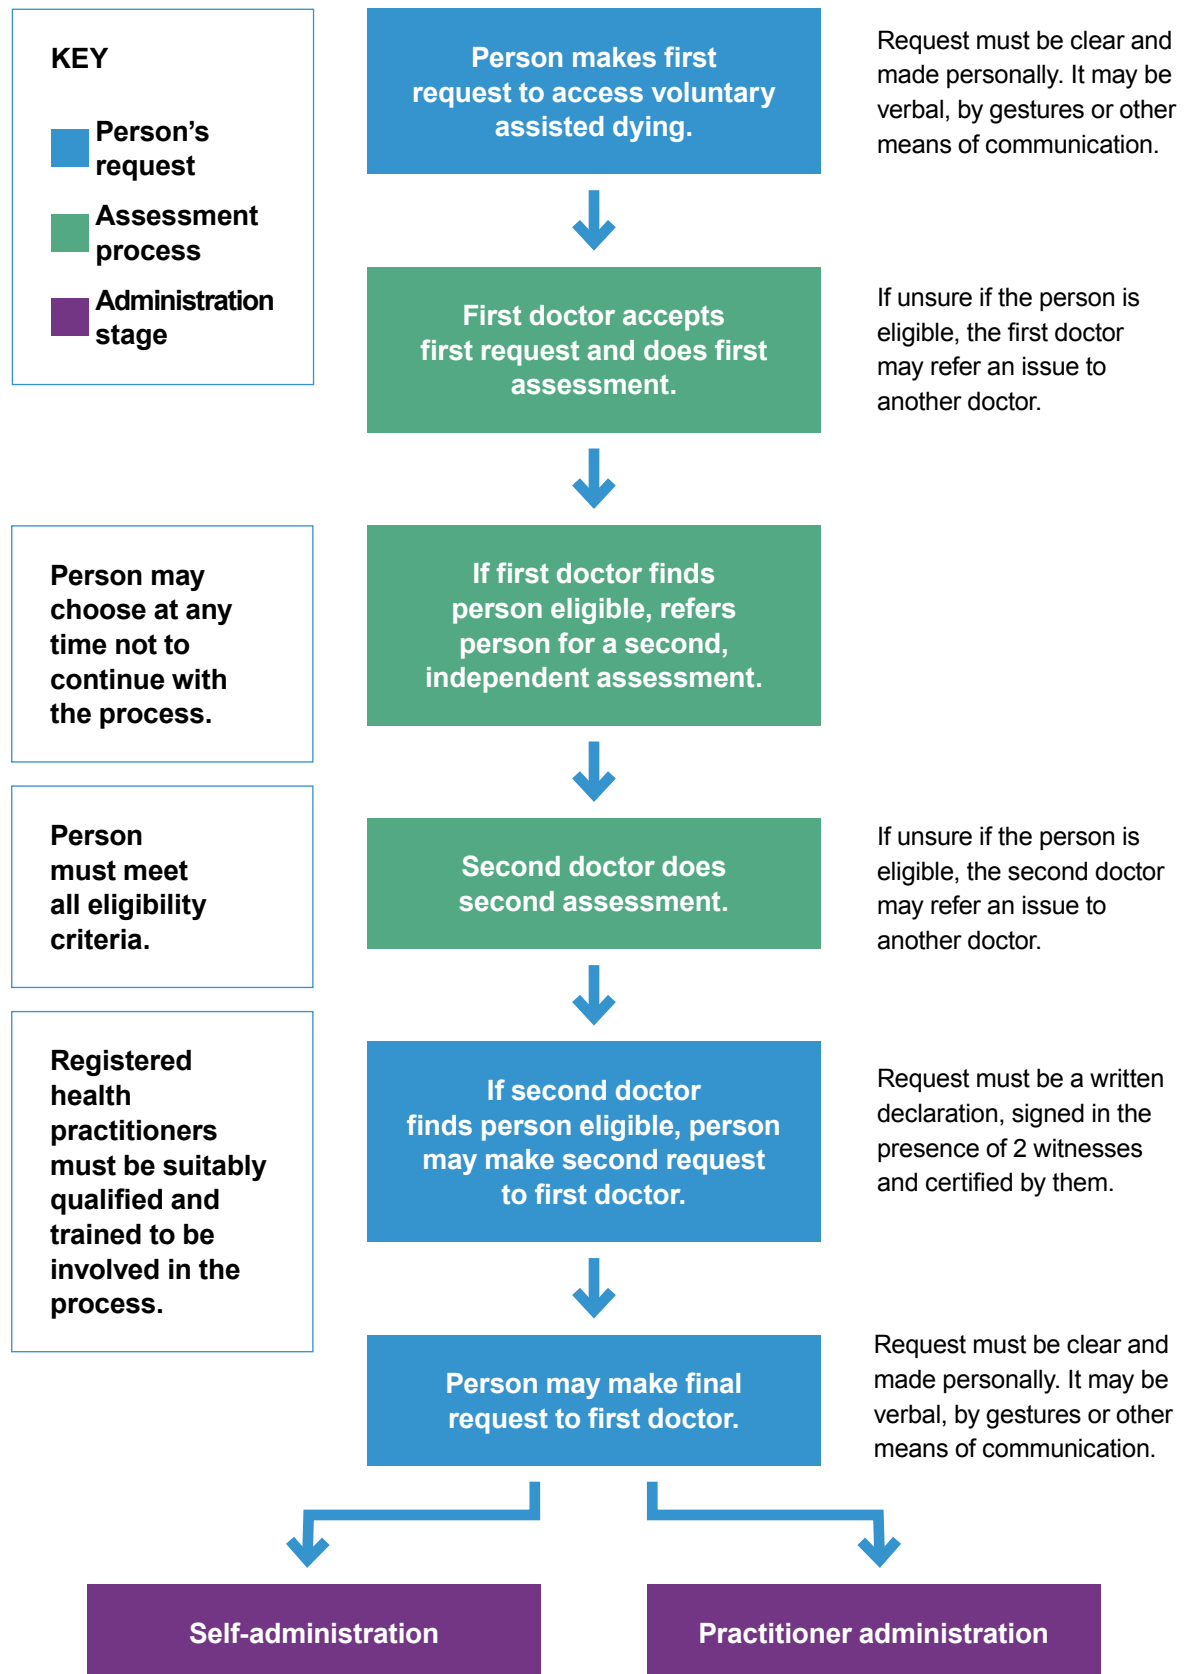 KEY
Person's
request
Assessment
process
Administration
stage
Person makes first
request to access voluntary
assisted dying.
Request must be clear and
made personally. It may be
verbal, by gestures or other
means of communication.
First doctor accepts
first request and does first
assessment.
If unsure if the person is
eligible, the first doctor
may refer an issue to
another doctor.
Person may
choose at any
time not to
continue with
the process.
If first doctor finds
person eligible, refers
person for a second,
independent assessment.
Person
must meet
all eligibility
criteria.
Second doctor does
second assessment.
If unsure if the person is
eligible, the second doctor
may refer an issue to
another doctor.
Registered
health
practitioners
must be suitably
qualified and
trained to be
involved in the
process.
If second doctor
finds person eligible, person
may make second request
to first doctor.
Request must be a written
declaration, signed in the
presence of 2 witnesses
and certified by them.
Person may make final
request to first doctor.
Request must be clear and
made personally. It may be
verbal, by gestures or other
means of communication.
Self-administration
Practitioner administration